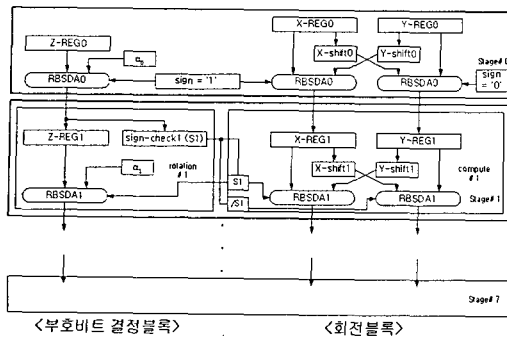 X-REG0
Y-REG0
Z-REG0
α₀
X-shift0
Y-shift0
RBSDA0
sign = '1'
RBSDA0
RBSDA0
sign
= '0'
Z-REG1
sign-check1 (S1)
α₁
rotation
# 1
RBSDA1
X-REG1
Y-REG1
X-shift1
Y-shift1
compute
# 1
S1
/S1
RBSDA1
RBSDA1
Stage# 1
Stage# 7
<부호비트 결정블록>
<회전블록>